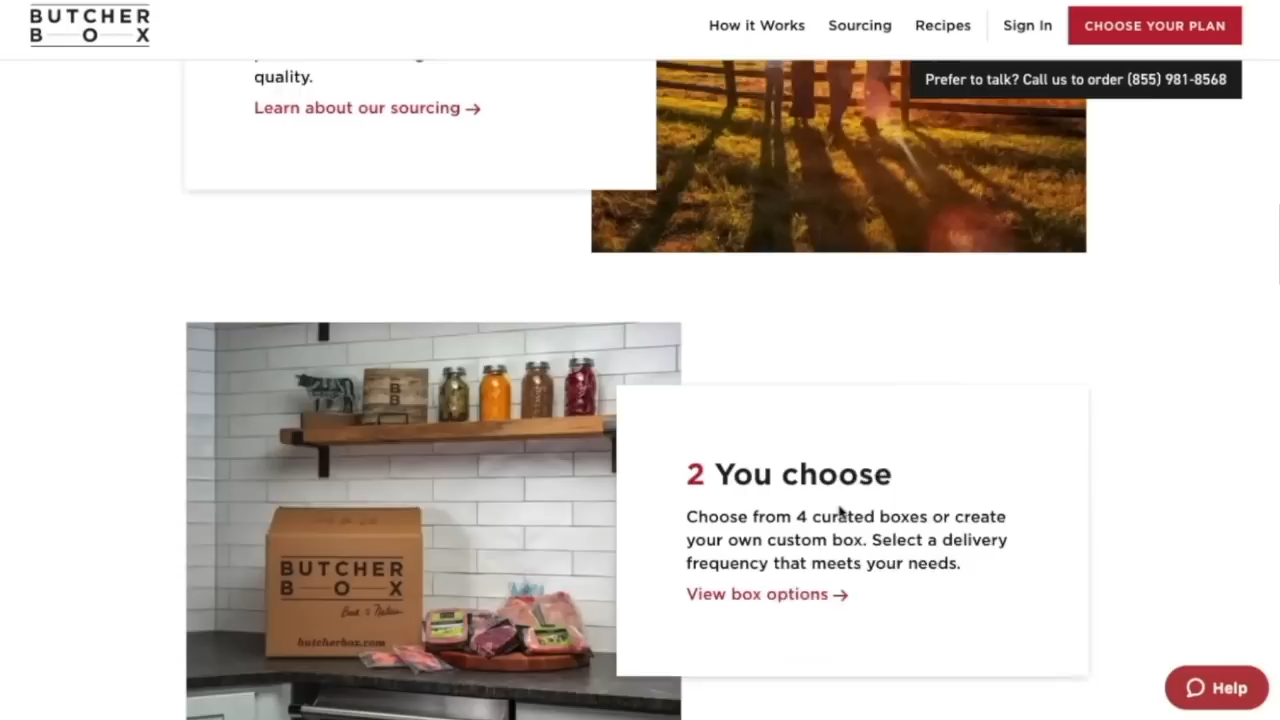 BUTCHER
B O X
How it Works
Sourcing
Recipes
Sign In
CHOOSE YOUR PLAN
Prefer to talk? Call us to order (855) 981-8568
quality.
Learn about our sourcing →
2 You choose
Choose from 4 curated boxes or create
your own custom box. Select a delivery
frequency that meets your needs.
View box options →
B
B
BUTCHER
B O X
butcherbox.com
Help